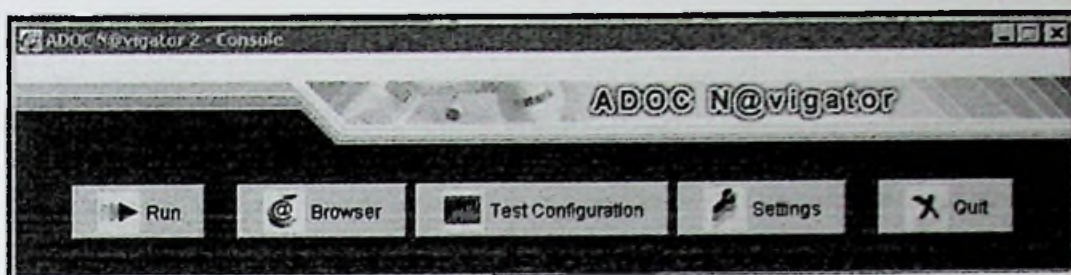 ADOC N@vigator 2 - Console
ADOC N@vigator
Run Browser Test Configuration Settings Quit